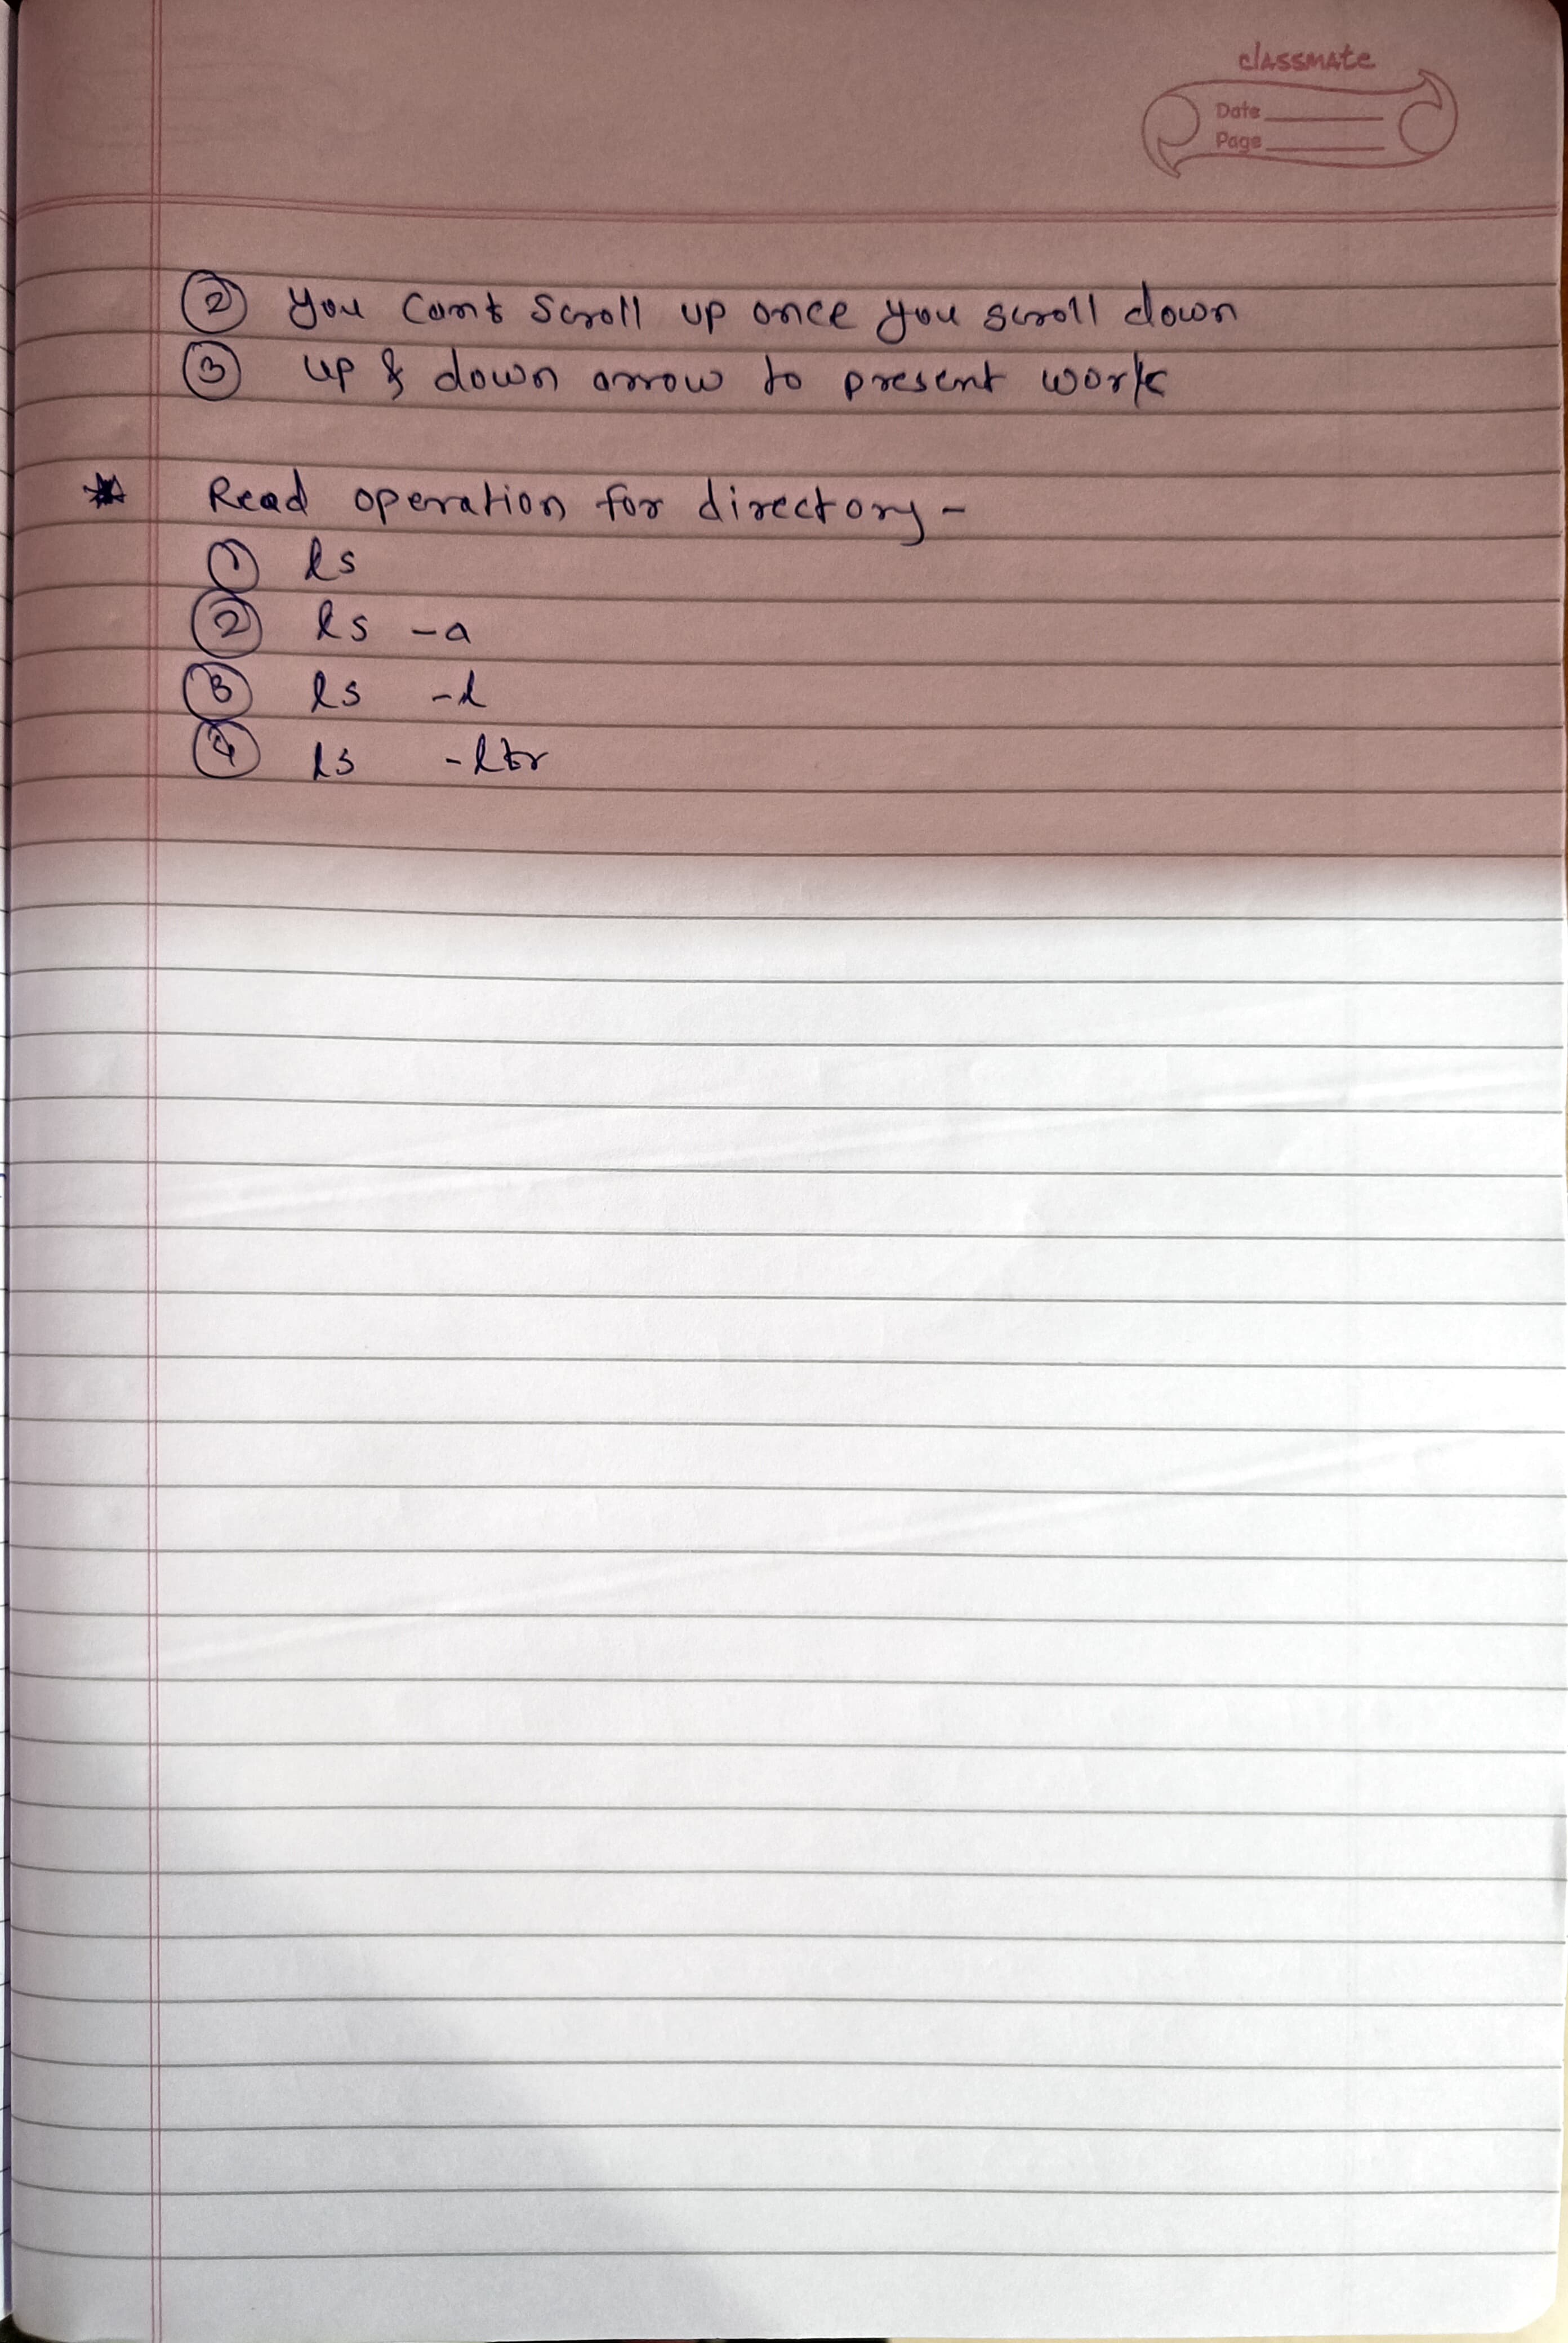 classmate
Date
Page
② You cant scroll up once you scroll down
③ up & down arrow to present work
* Read operation for directory -
① ls
② ls -a
③ ls -l
④ ls -ltr